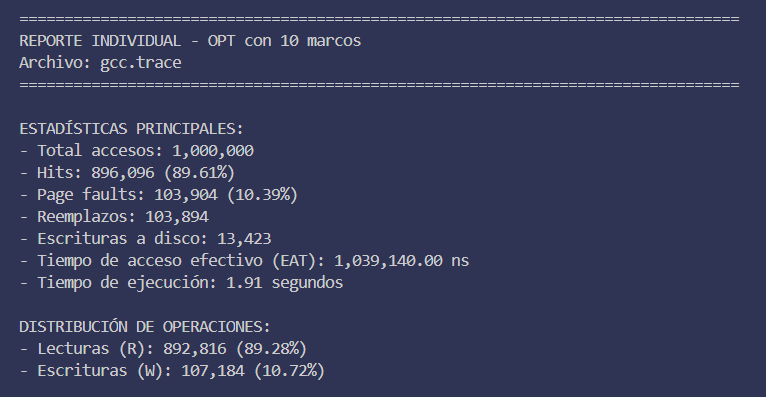 ================================================================================
REPORTE INDIVIDUAL - OPT con 10 marcos
Archivo: gcc.trace
================================================================================
ESTADÍSTICAS PRINCIPALES:
- Total accesos: 1,000,000
- Hits: 896,096 (89.61%)
- Page faults: 103,904 (10.39%)
- Reemplazos: 103,894
- Escrituras a disco: 13,423
- Tiempo de acceso efectivo (EAT): 1,039,140.00 ns
- Tiempo de ejecución: 1.91 segundos
DISTRIBUCIÓN DE OPERACIONES:
- Lecturas (R): 892,816 (89.28%)
- Escrituras (W): 107,184 (10.72%)